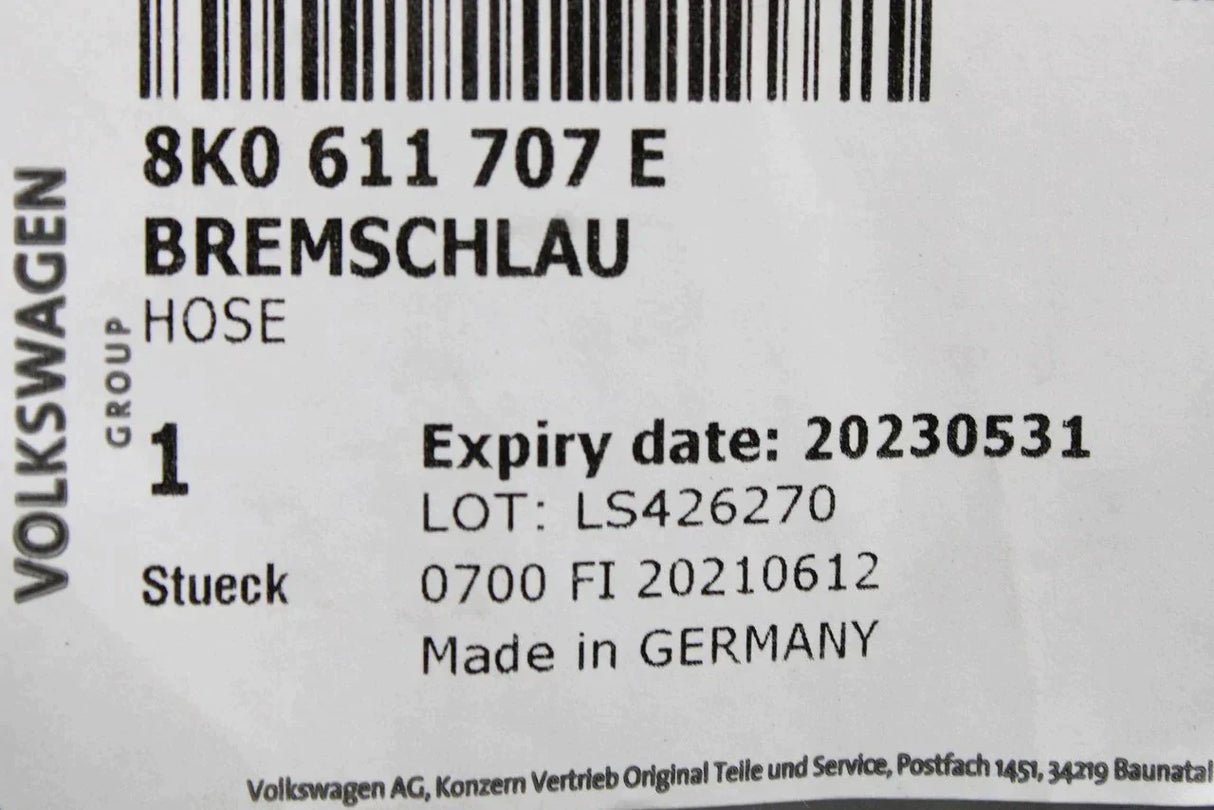 8K0 611 707 E
BREMSCHLAU
HOSE
VOLKSWAGEN
GROUP
1
Expiry date: 20230531
LOT: LS426270
Stueck
0700 FI 20210612
Made in GERMANY
Volkswagen AG, Konzern Vertrieb Original Teile und Service, Postfach 1451, 34219 Baunatal